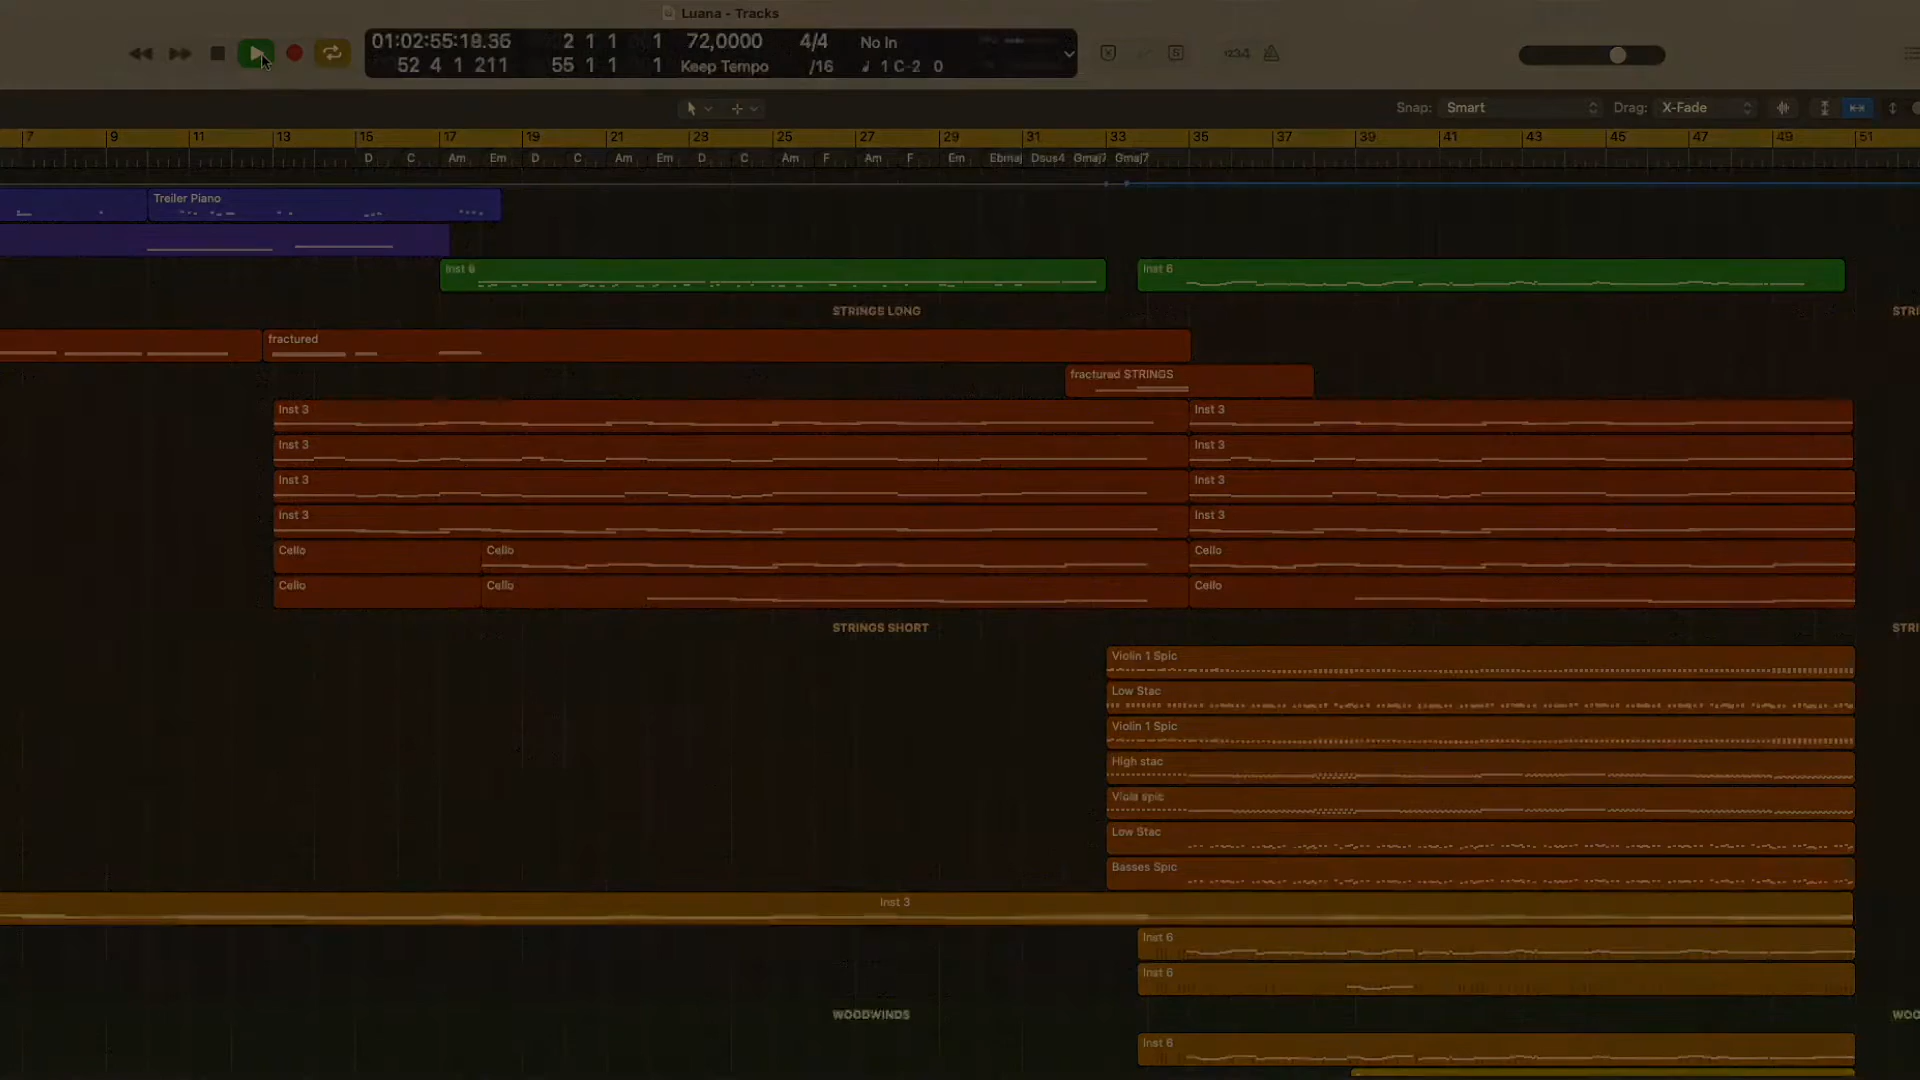 Luana - Tracks
01:02:55:19.36 2 1 1 1 72,0000 4/4 No In
52 4 1 211 55 1 1 1 Keep Tempo /16 1 C-2 0
1234
Snap: Smart Drag: X-Fade
7 9 11 13 15 17 19 21 23 25 27 29 31 33 35 37 39 41 43 45 47 49 51
D C Am Em D C Am Em D C Am F Am F Em Ebmaj Dsus4 Gmaj7 Gmaj7
Treiler Piano
Inst 6 Inst 6
STRINGS LONG STRI
fractured
fractured STRINGS
Inst 3 Inst 3
Inst 3 Inst 3
Inst 3 Inst 3
Inst 3 Inst 3
Cello Cello Cello
Cello Cello Cello
STRINGS SHORT STRI
Violin 1 Spic
Low Stac
Violin 1 Spic
High stac
Viola spic
Low Stac
Basses Spic
Inst 3
Inst 6
Inst 6
WOODWINDS WOO
Inst 6